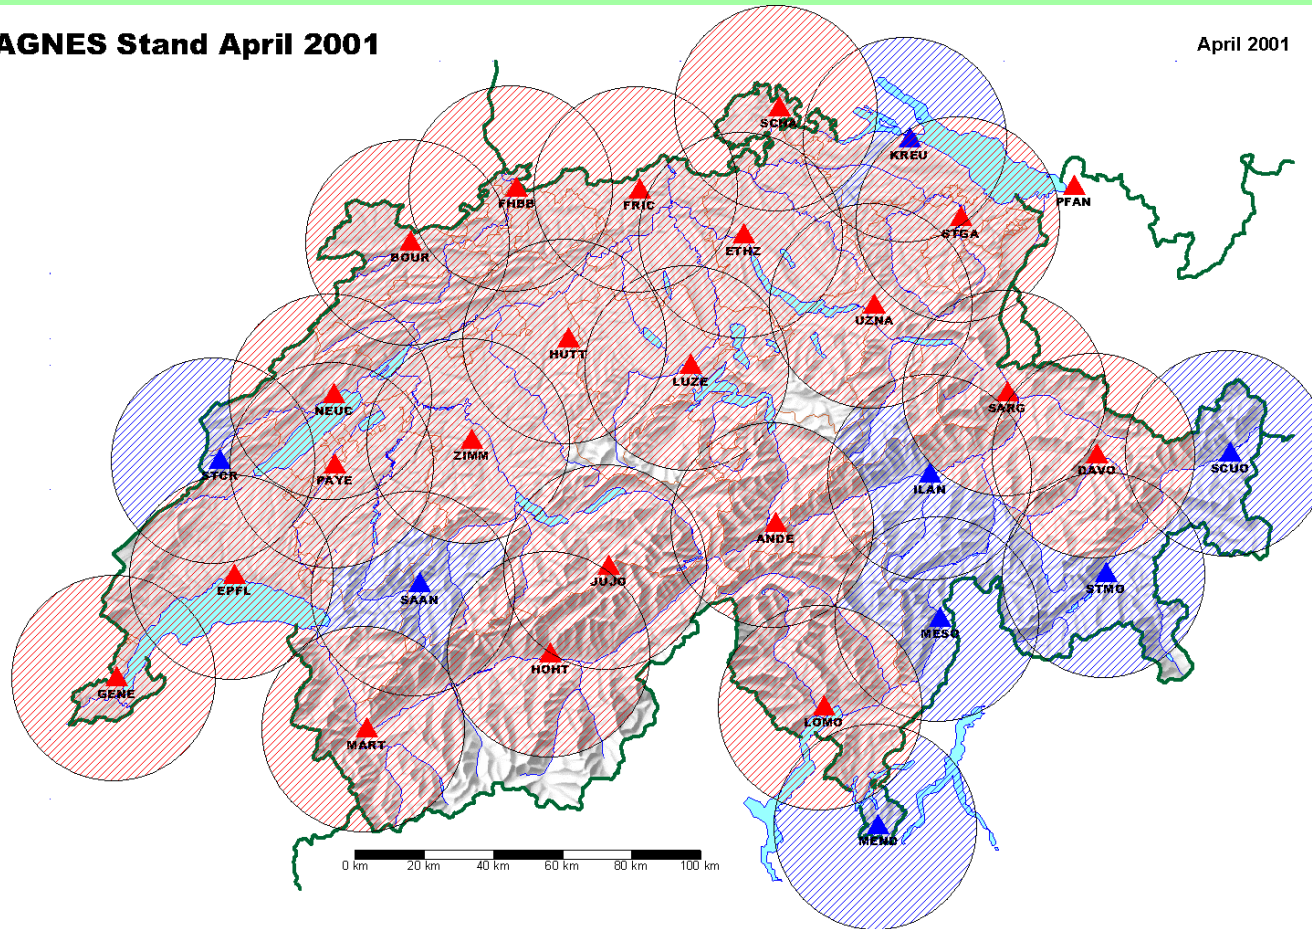 AGNES Stand April 2001
April 2001
SCHA
KREU
PFAN
FHBB
FRIC
STGA
BOUR
ETHZ
UZNA
HUTT
LUZE
NEUC
SARG
ZIMM
STCR
PAYE
DAVO
SCUO
ILAN
ANDE
EPFL
SAAN
JUJO
STMO
MESO
HOHT
GENE
LOMO
MART
MEND
0 km 20 km 40 km 60 km 80 km 100 km